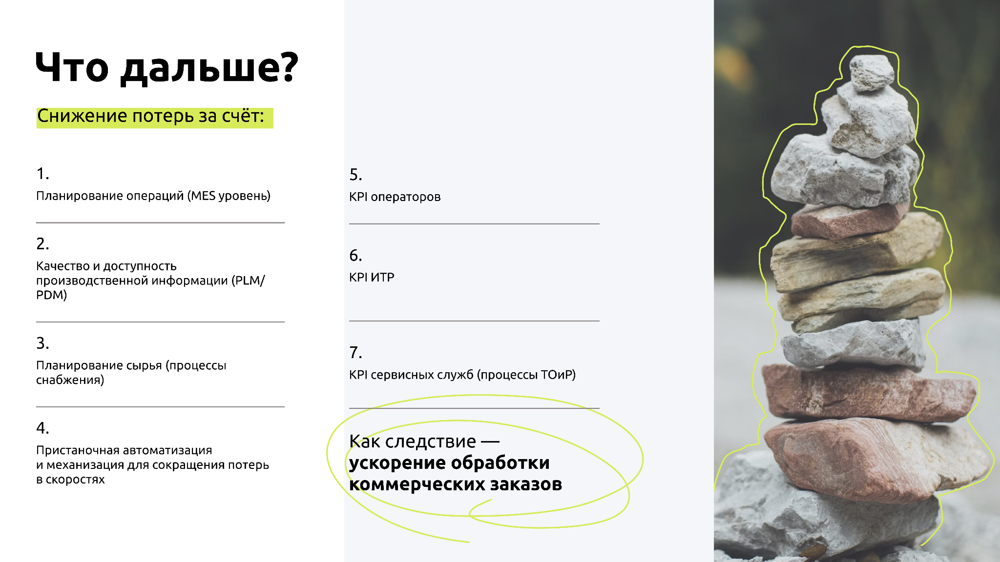 Что дальше?
Снижение потерь за счёт:
1.
Планирование операций (MES уровень)
2.
Качество и доступность
производственной информации (PLM/
PDM)
3.
Планирование сырья (процессы
снабжения)
4.
Пристаночная автоматизация
и механизация для сокращения потерь
в скоростях
5.
KPI операторов
6.
KPI ИТР
7.
KPI сервисных служб (процессы ТОиР)
Как следствие —
ускорение обработки
коммерческих заказов